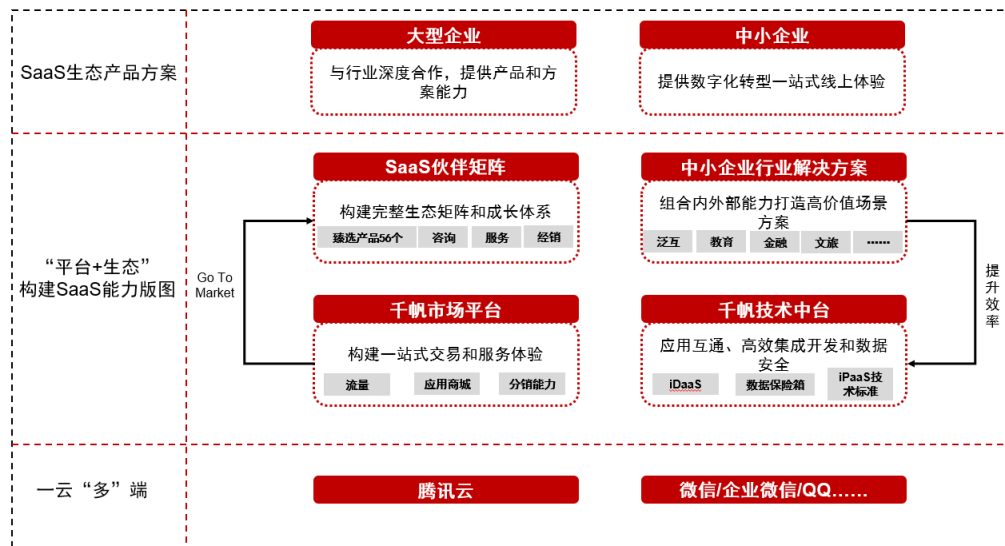 SaaS生态产品方案
大型企业
与行业深度合作，提供产品和方
案能力
中小企业
提供数字化转型一站式线上体验
“平台+生态”
构建SaaS能力版图
Go To
Market
SaaS伙伴矩阵
构建完整生态矩阵和成长体系
臻选产品56个
咨询
服务
经销
中小企业行业解决方案
组合内外部能力打造高价值场景
方案
泛互
教育
金融
文旅
……
千帆市场平台
构建一站式交易和服务体验
流量
应用商城
分销能力
千帆技术中台
应用互通、高效集成开发和数据
安全
iDaaS
数据保险箱
iPaaS技
术标准
提
升
效
率
一云“多”端
腾讯云
微信/企业微信/QQ……